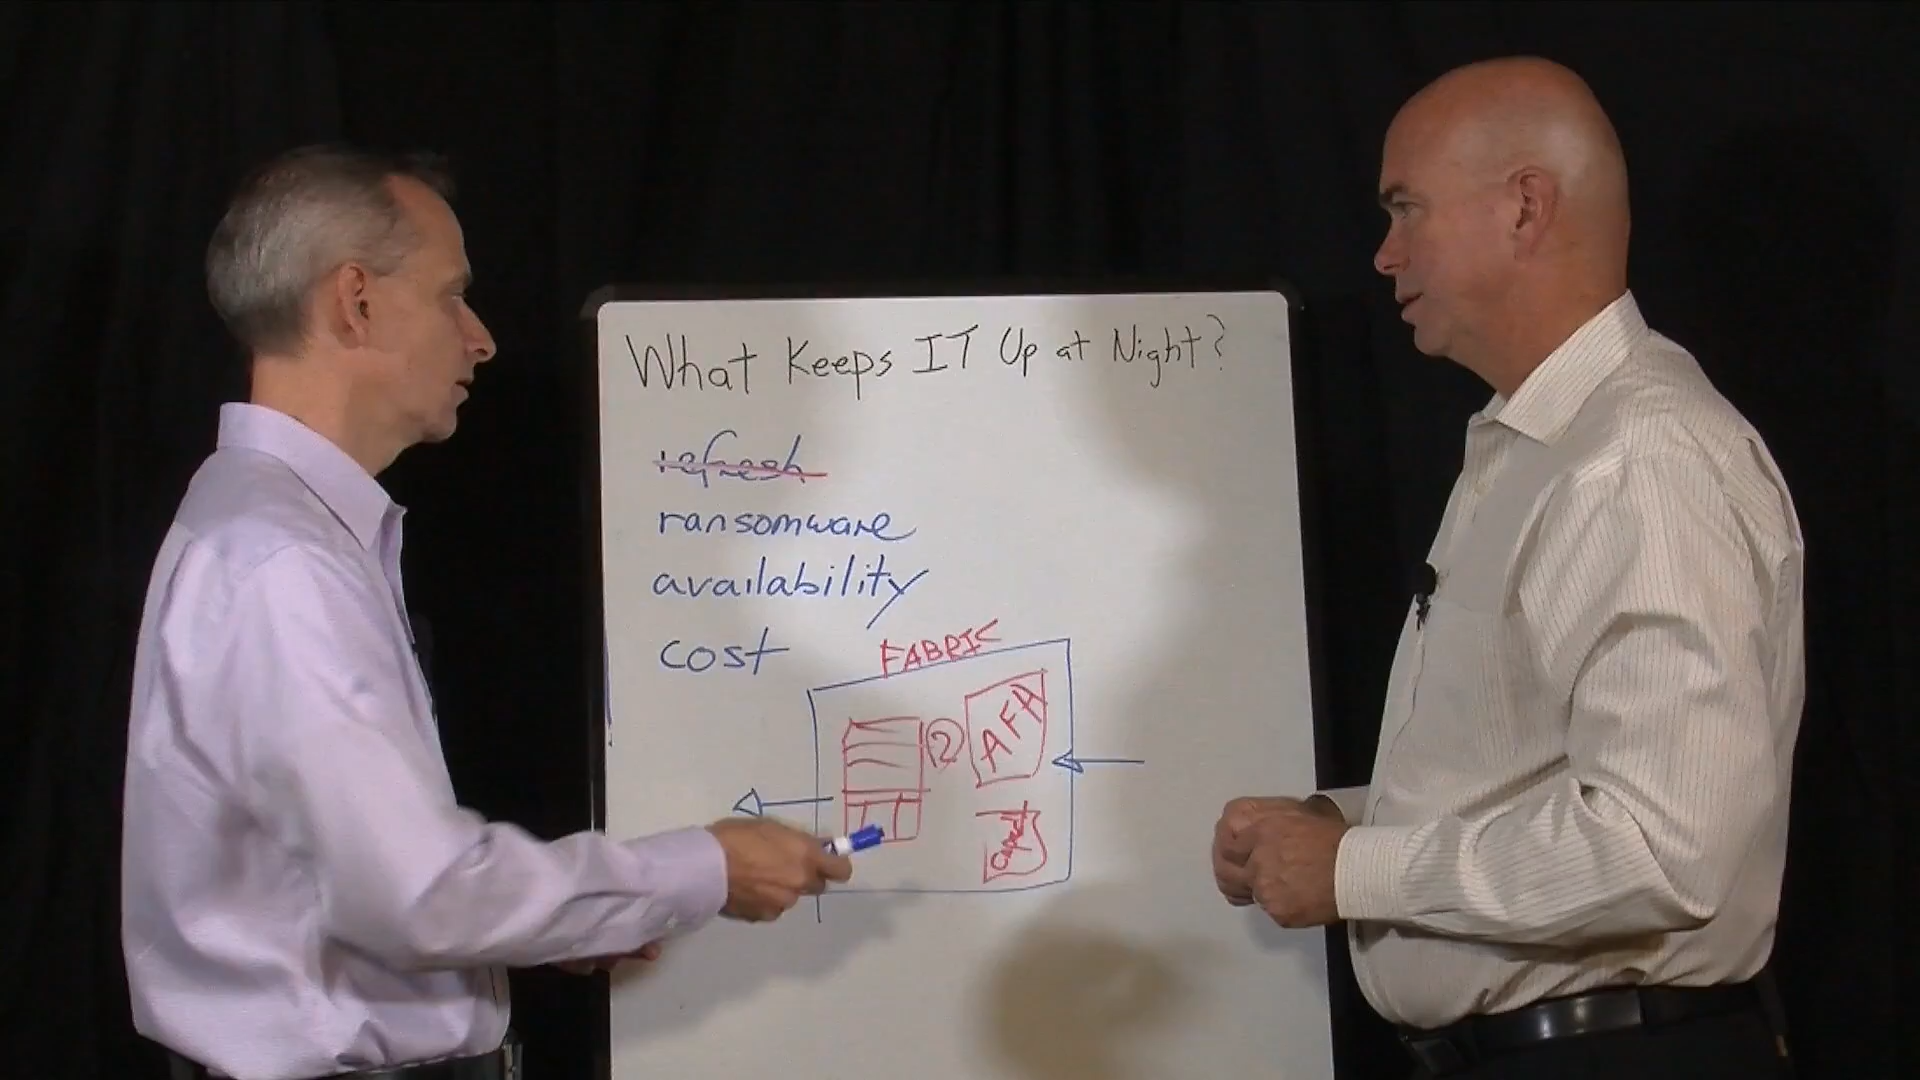 What Keeps IT Up at Night?
refresh
ransomware
availability
cost
FABRIC
2
AFA